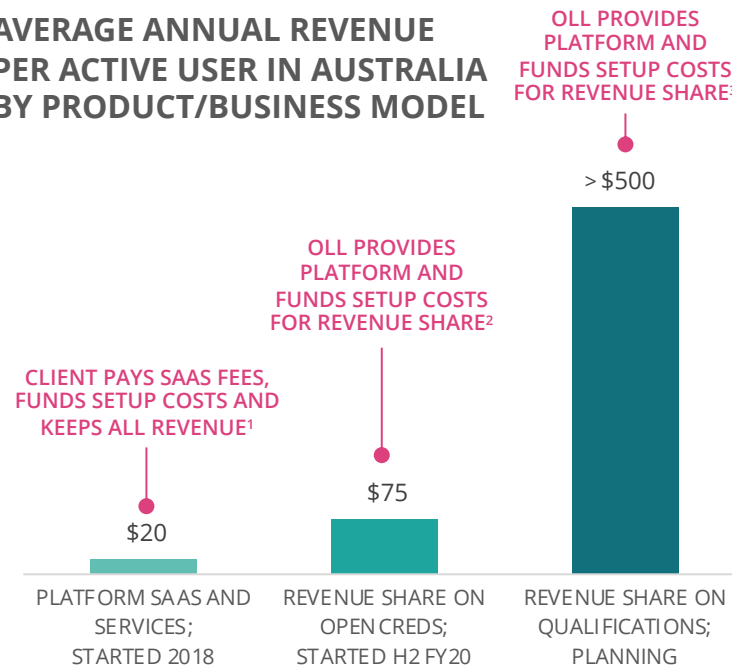 AVERAGE ANNUAL REVENUE
PER ACTIVE USER IN AUSTRALIA
BY PRODUCT/BUSINESS MODEL
OLL PROVIDES
PLATFORM AND
FUNDS SETUP COSTS
FOR REVENUE SHARE³
> $500
OLL PROVIDES
PLATFORM AND
FUNDS SETUP COSTS
FOR REVENUE SHARE²
CLIENT PAYS SAAS FEES,
FUNDS SETUP COSTS AND
KEEPS ALL REVENUE¹
$75
$20
PLATFORM SAAS AND
SERVICES;
STARTED 2018
REVENUE SHARE ON
OPENCREDS;
STARTED H2 FY20
REVENUE SHARE ON
QUALIFICATIONS;
PLANNING